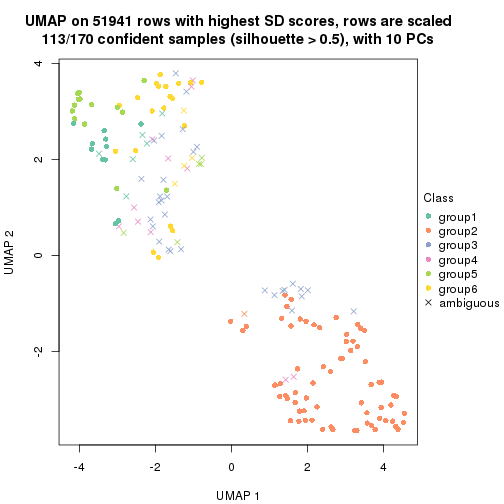 UMAP on 51941 rows with highest SD scores, rows are scaled
113/170 confident samples (silhouette > 0.5), with 10 PCs
4
2
0
-2
UMAP 2
-4
-2
0
2
4
UMAP 1
Class
group1
group2
group3
group4
group5
group6
ambiguous